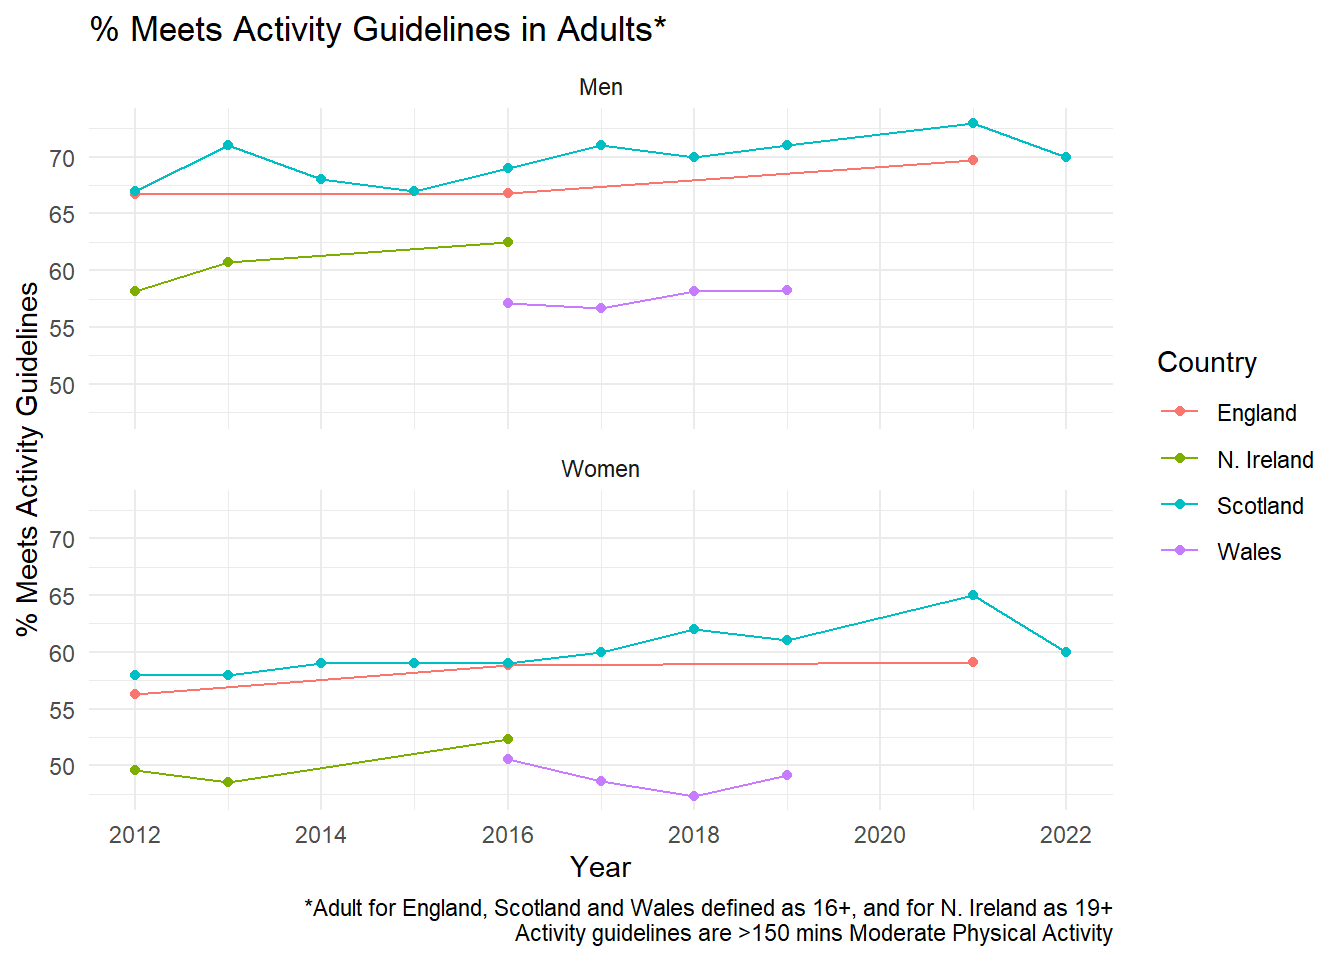 % Meets Activity Guidelines in Adults*
Men
70
65
60
55
50
Women
70
65
60
55
50
2012 2014 2016 2018 2020 2022
Year
% Meets Activity Guidelines
Country
England
N. Ireland
Scotland
Wales
*Adult for England, Scotland and Wales defined as 16+, and for N. Ireland as 19+
Activity guidelines are >150 mins Moderate Physical Activity